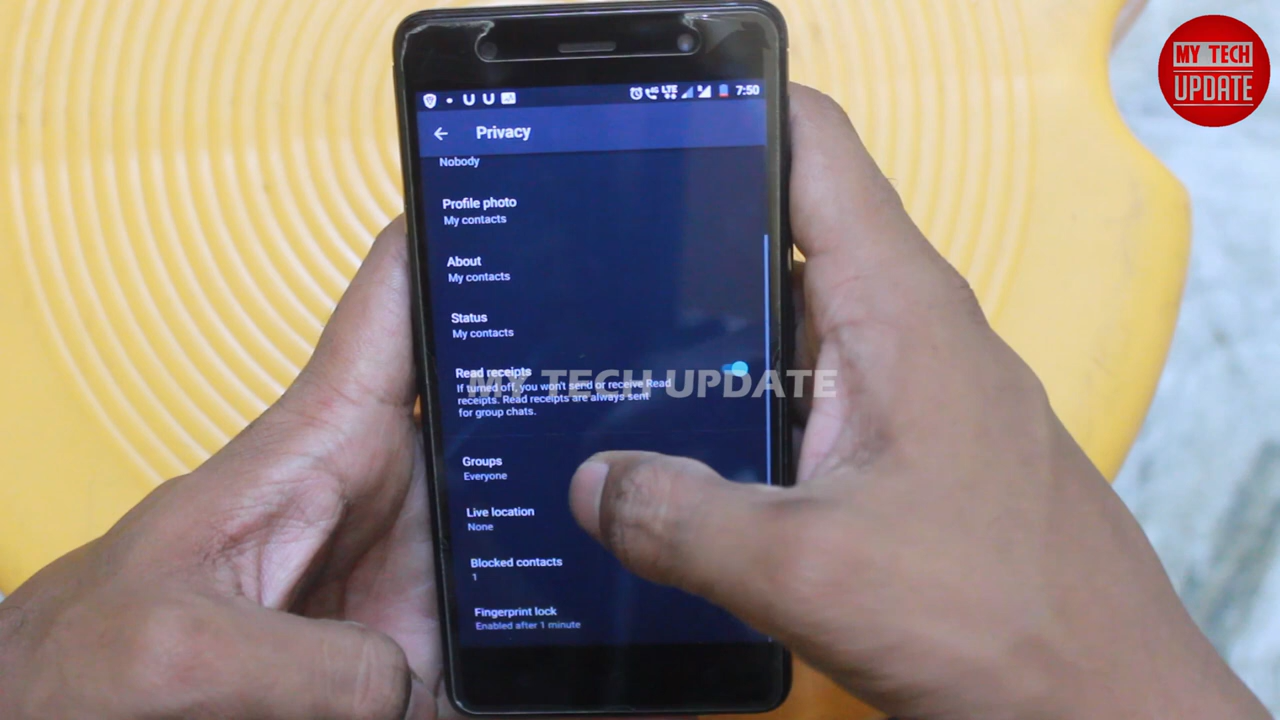 MY TECH
UPDATE
LTE
7:50
Privacy
Nobody
Profile photo
My contacts
About
My contacts
Status
My contacts
Read receipts
If turned off, you won't send or receive Read
receipts. Read receipts are always sent
for group chats.
MY TECH UPDATE
Groups
Everyone
Live location
None
Blocked contacts
1
Fingerprint lock
Enabled after 1 minute